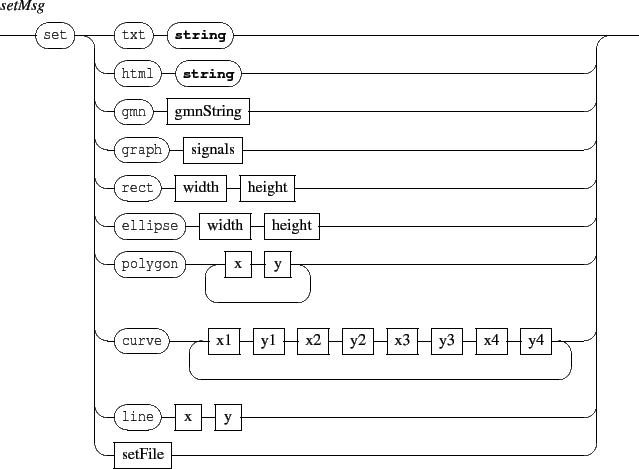 setMsg
set txt string
html string
gmn gmnString
graph signals
rect width height
ellipse width height
polygon x y
curve x1 y1 x2 y2 x3 y3 x4 y4
line x y
setFile